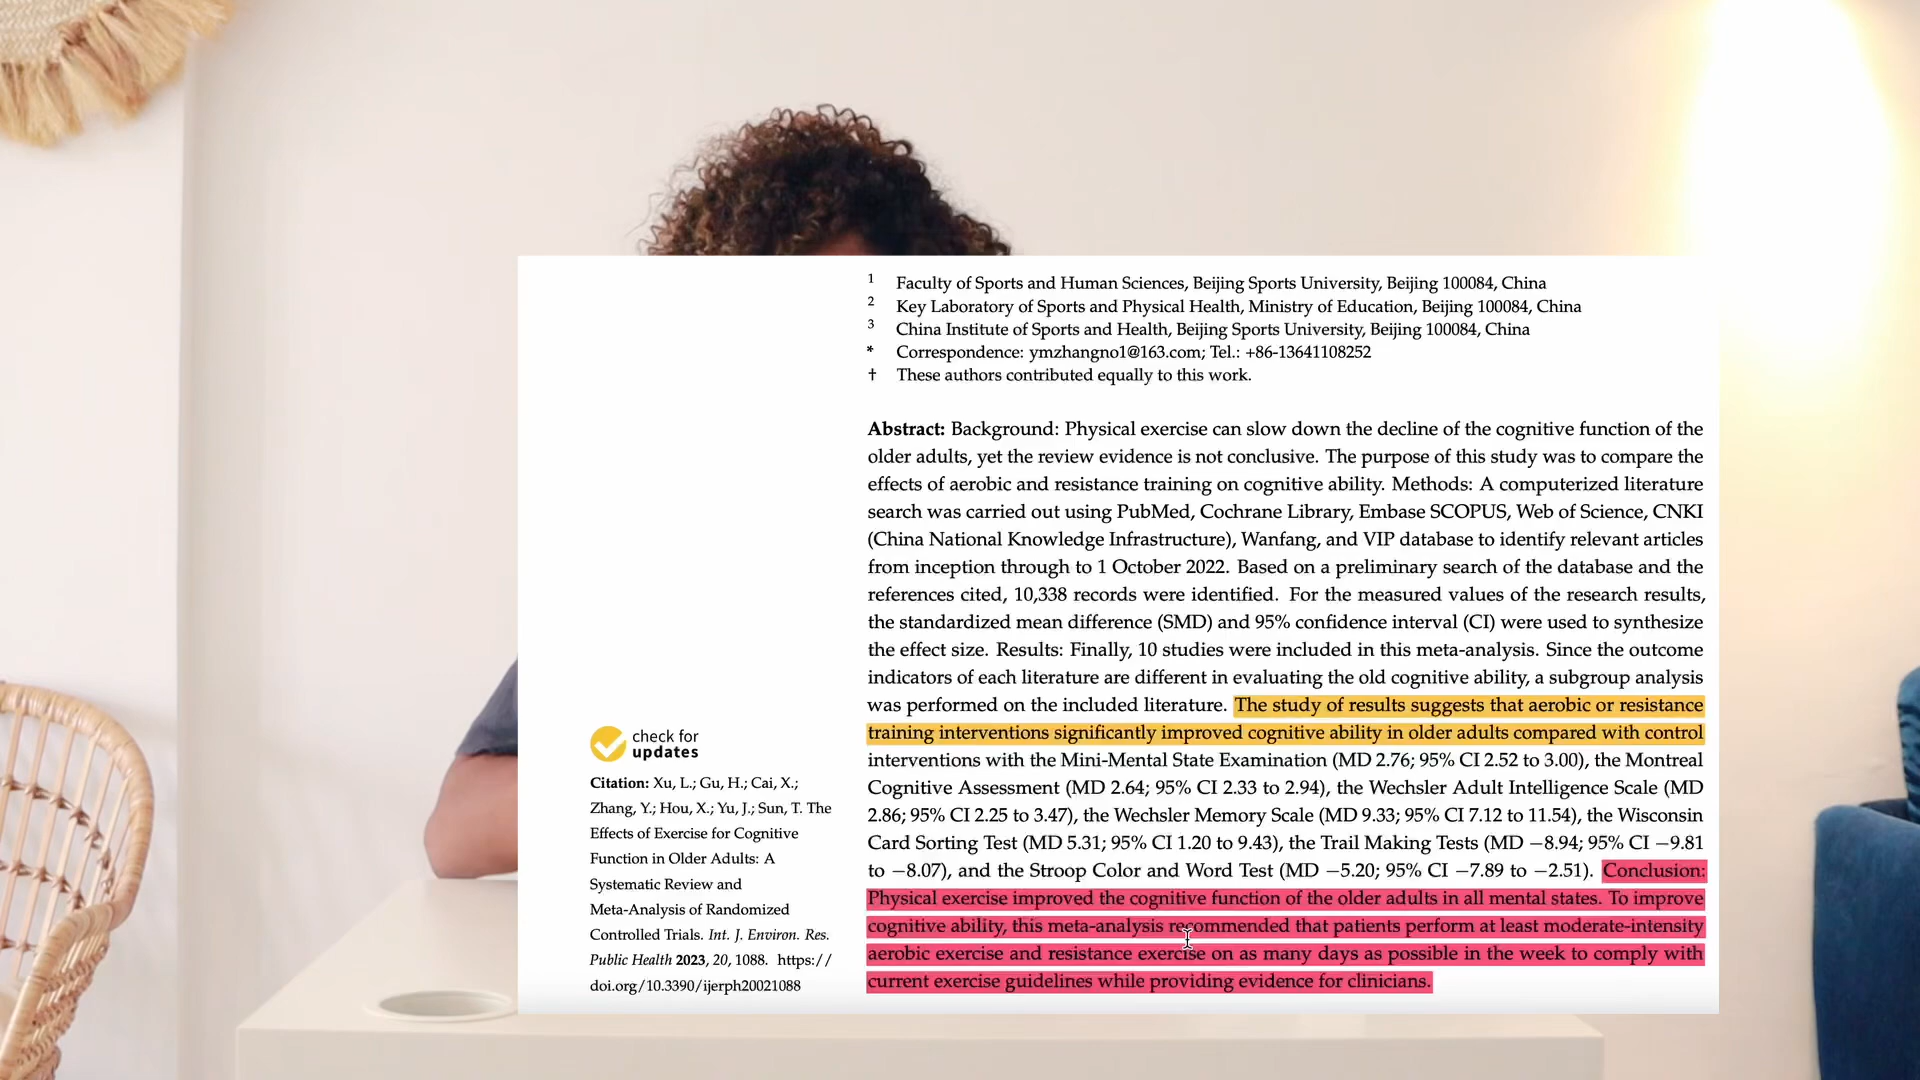 1 Faculty of Sports and Human Sciences, Beijing Sports University, Beijing 100084, China
2 Key Laboratory of Sports and Physical Health, Ministry of Education, Beijing 100084, China
3 China Institute of Sports and Health, Beijing Sports University, Beijing 100084, China
* Correspondence: ymzhangno1@163.com; Tel.: +86-13641108252
† These authors contributed equally to this work.
Abstract: Background: Physical exercise can slow down the decline of the cognitive function of the
older adults, yet the review evidence is not conclusive. The purpose of this study was to compare the
effects of aerobic and resistance training on cognitive ability. Methods: A computerized literature
search was carried out using PubMed, Cochrane Library, Embase SCOPUS, Web of Science, CNKI
(China National Knowledge Infrastructure), Wanfang, and VIP database to identify relevant articles
from inception through to 1 October 2022. Based on a preliminary search of the database and the
references cited, 10,338 records were identified. For the measured values of the research results,
the standardized mean difference (SMD) and 95% confidence interval (CI) were used to synthesize
the effect size. Results: Finally, 10 studies were included in this meta-analysis. Since the outcome
indicators of each literature are different in evaluating the old cognitive ability, a subgroup analysis
was performed on the included literature. The study of results suggests that aerobic or resistance
training interventions significantly improved cognitive ability in older adults compared with control
interventions with the Mini-Mental State Examination (MD 2.76; 95% CI 2.52 to 3.00), the Montreal
Cognitive Assessment (MD 2.64; 95% CI 2.33 to 2.94), the Wechsler Adult Intelligence Scale (MD
2.86; 95% CI 2.25 to 3.47), the Wechsler Memory Scale (MD 9.33; 95% CI 7.12 to 11.54), the Wisconsin
Card Sorting Test (MD 5.31; 95% CI 1.20 to 9.43), the Trail Making Tests (MD −8.94; 95% CI −9.81
to −8.07), and the Stroop Color and Word Test (MD −5.20; 95% CI −7.89 to −2.51). Conclusion:
Physical exercise improved the cognitive function of the older adults in all mental states. To improve
cognitive ability, this meta-analysis recommended that patients perform at least moderate-intensity
aerobic exercise and resistance exercise on as many days as possible in the week to comply with
current exercise guidelines while providing evidence for clinicians.
check for
updates
Citation: Xu, L.; Gu, H.; Cai, X.;
Zhang, Y.; Hou, X.; Yu, J.; Sun, T. The
Effects of Exercise for Cognitive
Function in Older Adults: A
Systematic Review and
Meta-Analysis of Randomized
Controlled Trials. Int. J. Environ. Res.
Public Health 2023, 20, 1088. https://
doi.org/10.3390/ijerph20021088